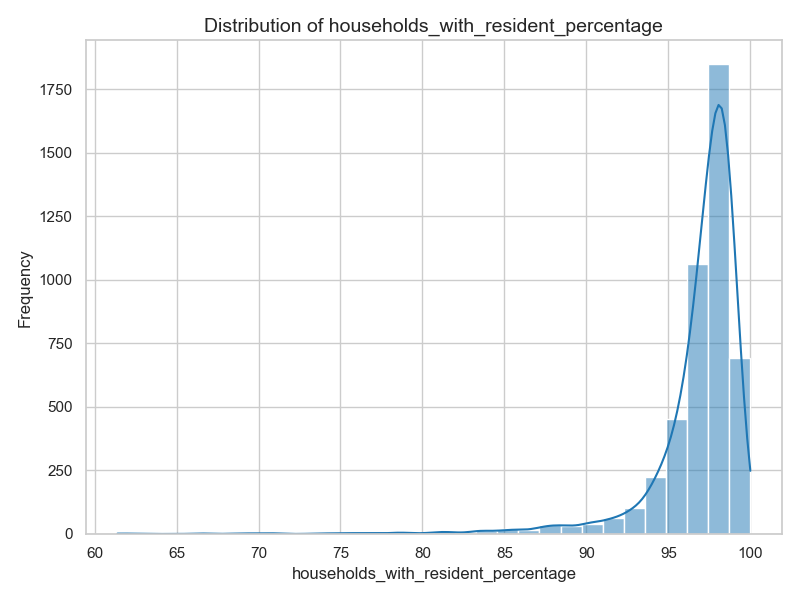 Distribution of households_with_resident_percentage
1750
1500
1250
1000
750
500
250
0
Frequency
60 65 70 75 80 85 90 95 100
households_with_resident_percentage